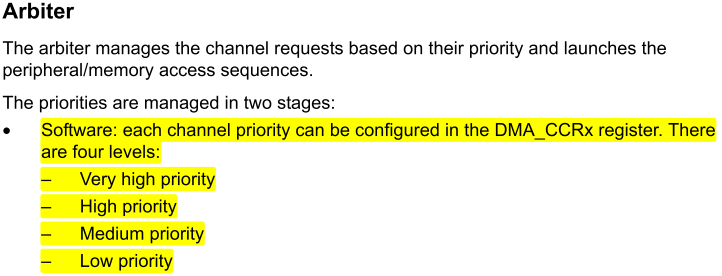 Arbiter
The arbiter manages the channel requests based on their priority and launches the
peripheral/memory access sequences.
The priorities are managed in two stages:
• Software: each channel priority can be configured in the DMA_CCRx register. There
are four levels:
– Very high priority
– High priority
– Medium priority
– Low priority